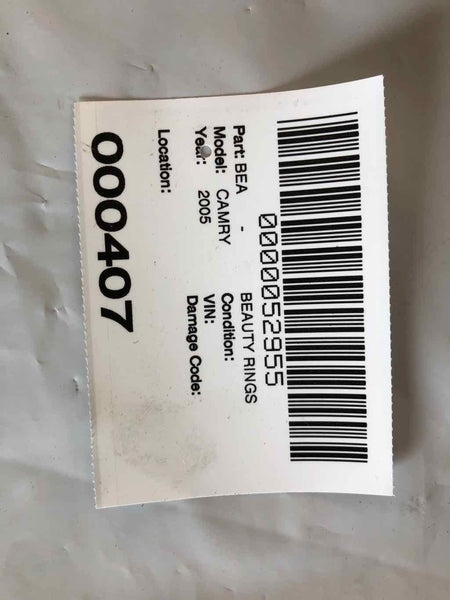 0000052955
Part: BEA - BEAUTY RINGS
Model: CAMRY Condition:
Year: 2005 VIN:
Damage Code:
Location:
000407